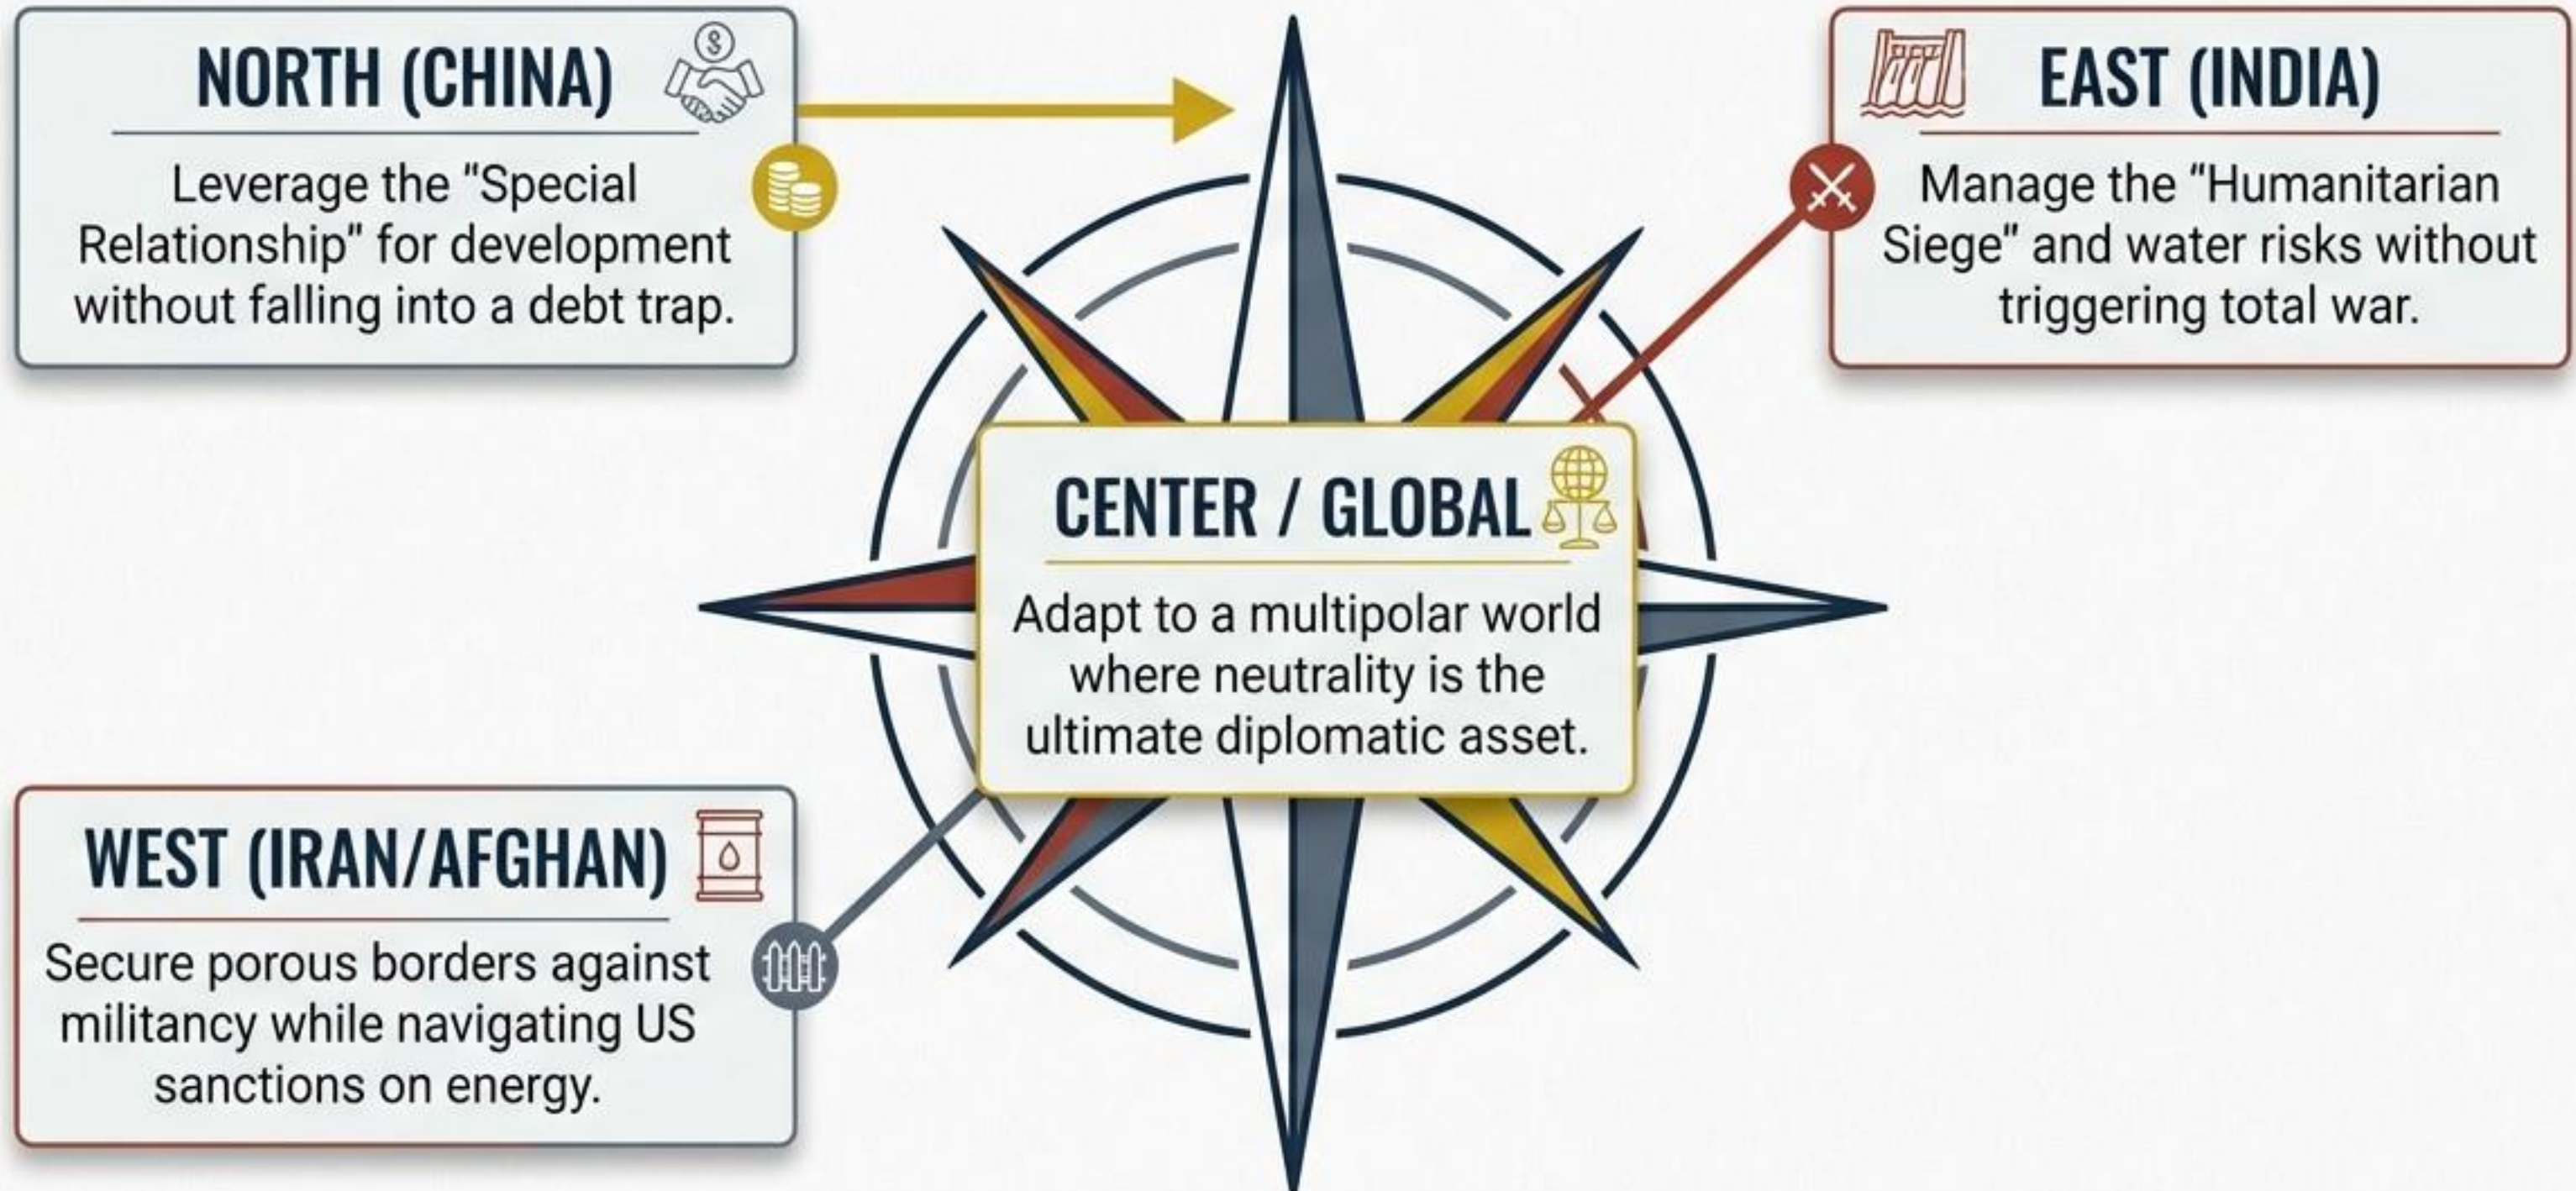 NORTH (CHINA)
$
Leverage the "Special
Relationship" for development
without falling into a debt trap.
EAST (INDIA)
Manage the "Humanitarian
Siege" and water risks without
triggering total war.
CENTER / GLOBAL
Adapt to a multipolar world
where neutrality is the
ultimate diplomatic asset.
WEST (IRAN/AFGHAN)
Secure porous borders against
militancy while navigating US
sanctions on energy.